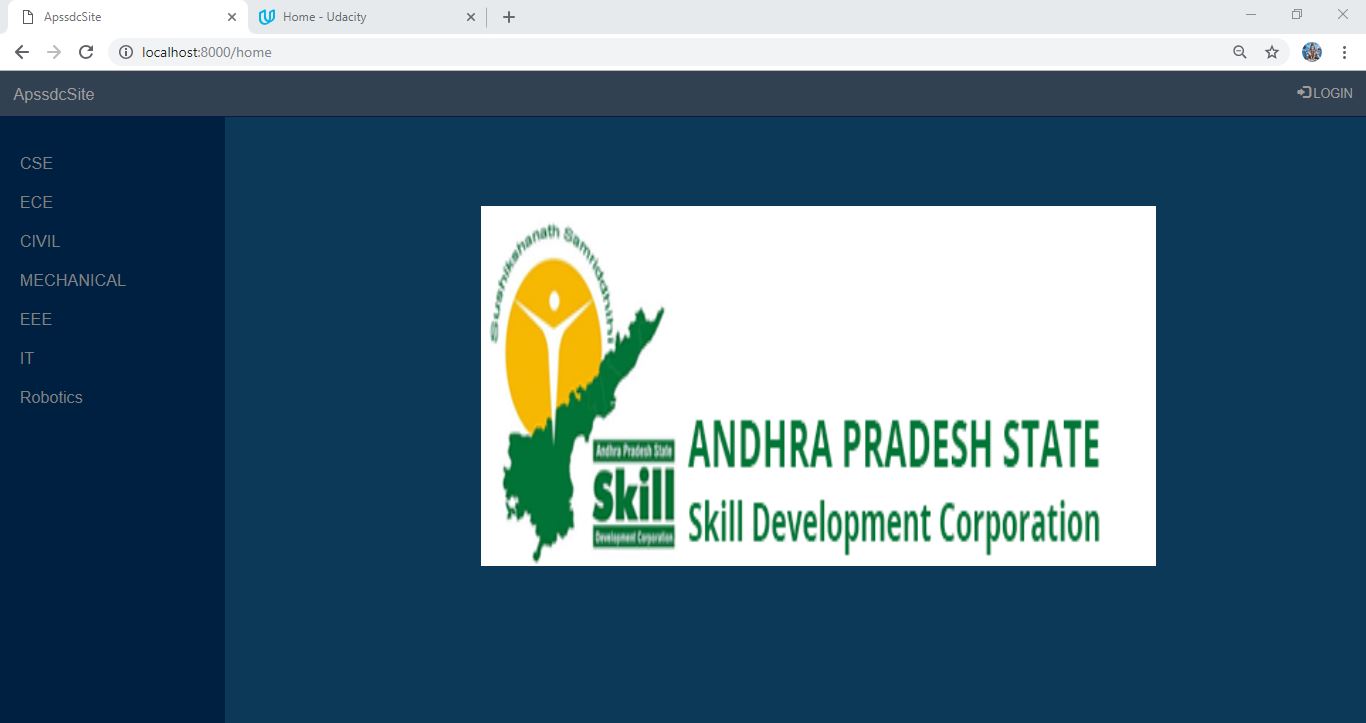 ApssdcSite
Home - Udacity
localhost:8000/home
ApssdcSite
LOGIN
CSE
ECE
CIVIL
MECHANICAL
EEE
IT
Robotics
Sushikshanath Samriddhihi
Andhra Pradesh State
Skill
Development Corporation
ANDHRA PRADESH STATE
Skill Development Corporation